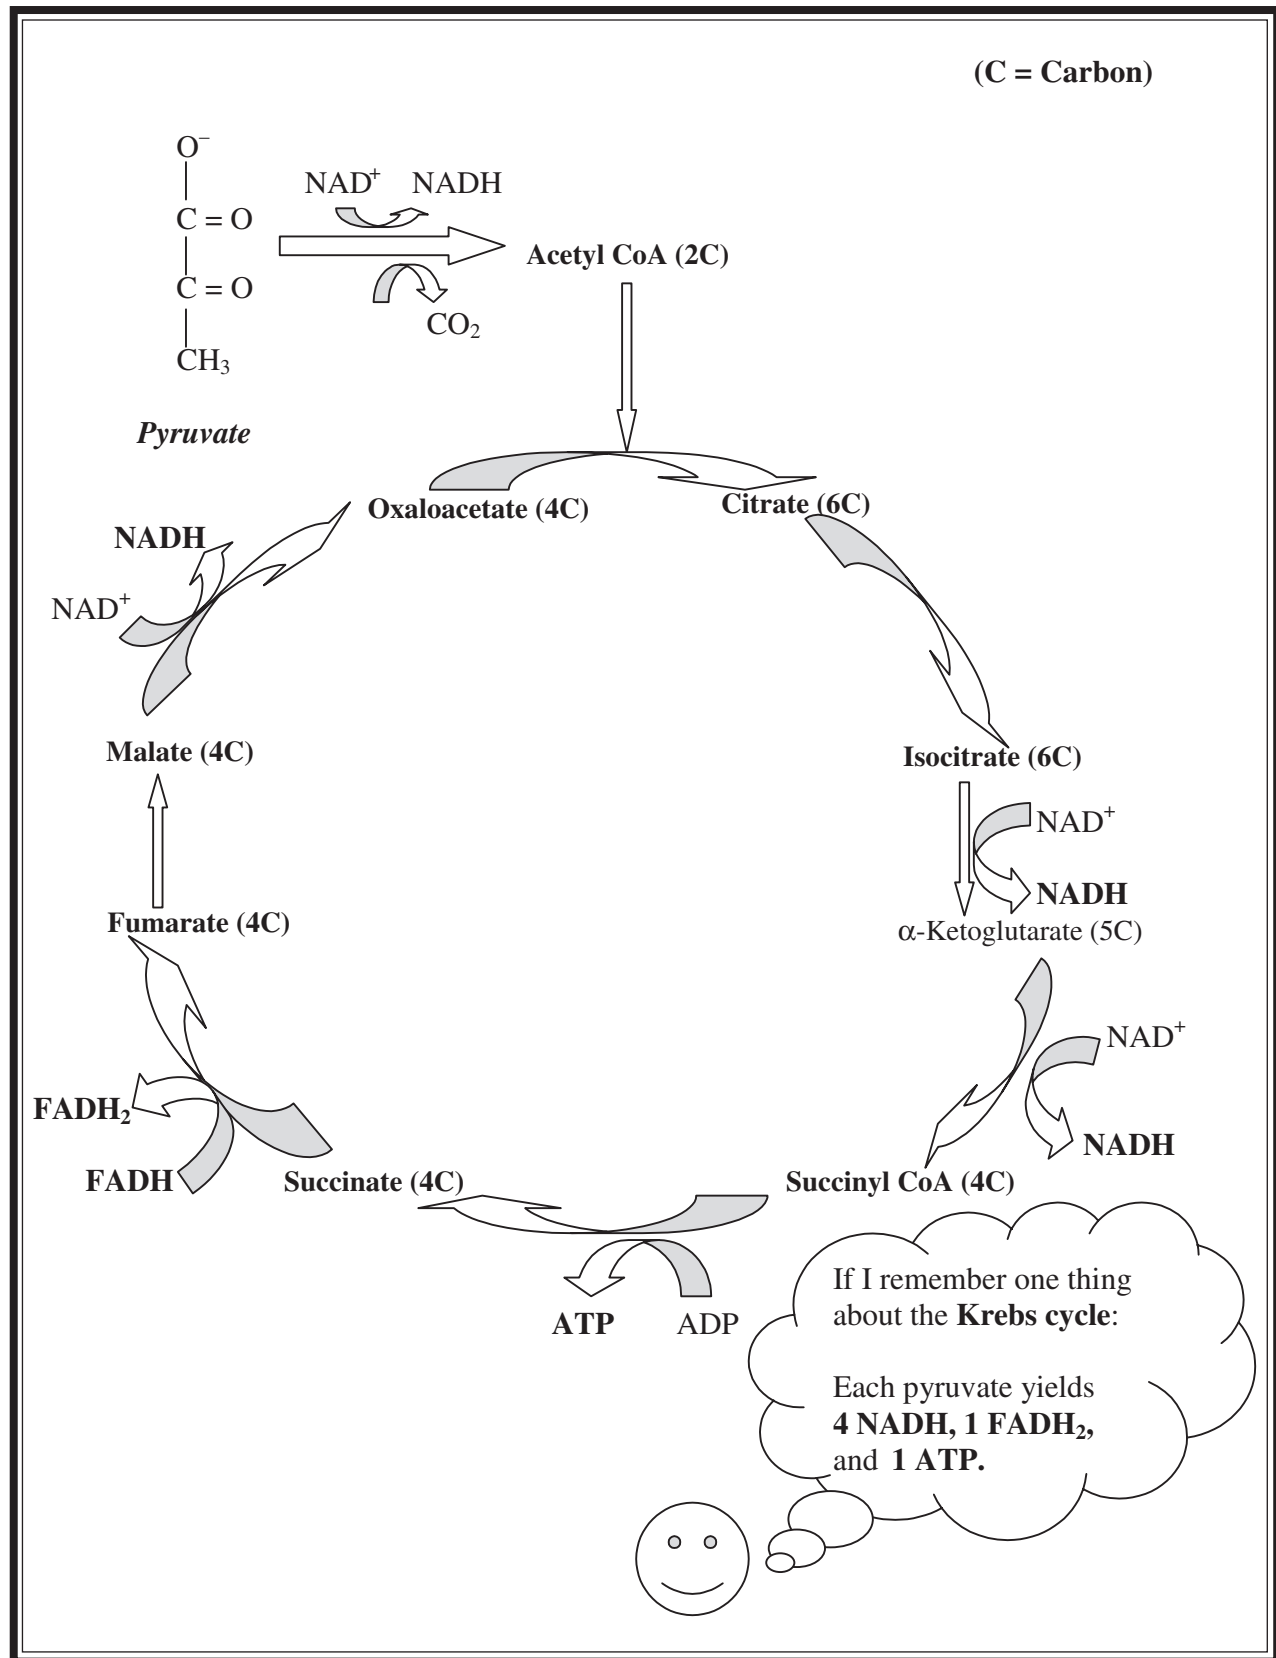 (C = Carbon)
O⁻
NAD⁺ NADH
C = O
Acetyl CoA (2C)
C = O
CO₂
CH₃
Pyruvate
Oxaloacetate (4C)
Citrate (6C)
NADH
NAD⁺
Malate (4C)
Isocitrate (6C)
NAD⁺
NADH
Fumarate (4C)
α-Ketoglutarate (5C)
NAD⁺
FADH₂
NADH
FADH
Succinate (4C)
Succinyl CoA (4C)
ATP
ADP
If I remember one thing
about the Krebs cycle:
Each pyruvate yields
4 NADH, 1 FADH₂,
and 1 ATP.